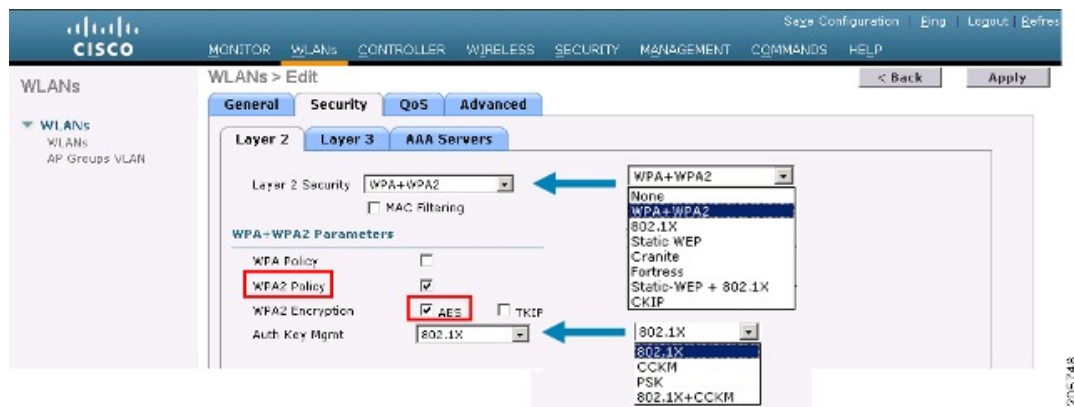 Save Configuration | Ping | Logout | Refres
CISCO
MONITOR WLANs CONTROLLER WIRELESS SECURITY MANAGEMENT COMMANDS HELP
WLANs
WLANs > Edit
< Back
Apply
General Security QoS Advanced
WLANs
WLANs
AP Groups VLAN
Layer 2 Layer 3 AAA Servers
Layer 2 Security WPA+WPA2
MAC Filtering
WPA+WPA2 Parameters
WPA Policy
WPA2 Policy
WPA2 Encryption AES TKIP
Auth Key Mgmt 802.1X
WPA+WPA2
None
WPA+WPA2
802.1X
Static WEP
Cranite
Fortress
Static-WEP + 802.1X
CKIP
802.1X
802.1X
CCKM
PSK
802.1X+CCKM
205748